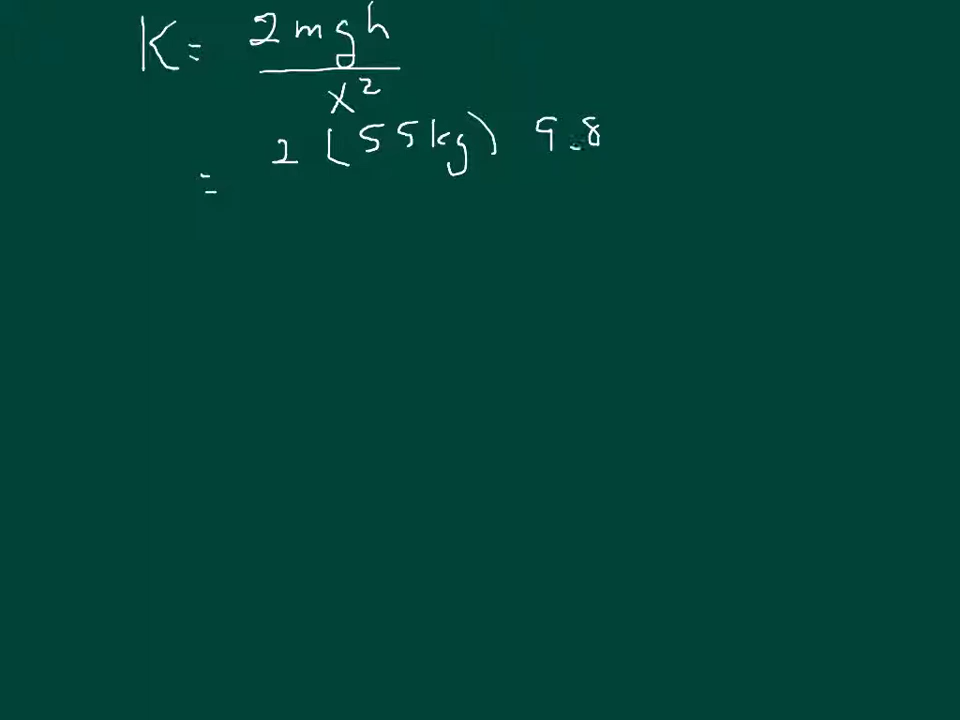 K = 2mgh
x²
= 2 (55kg) 9.8